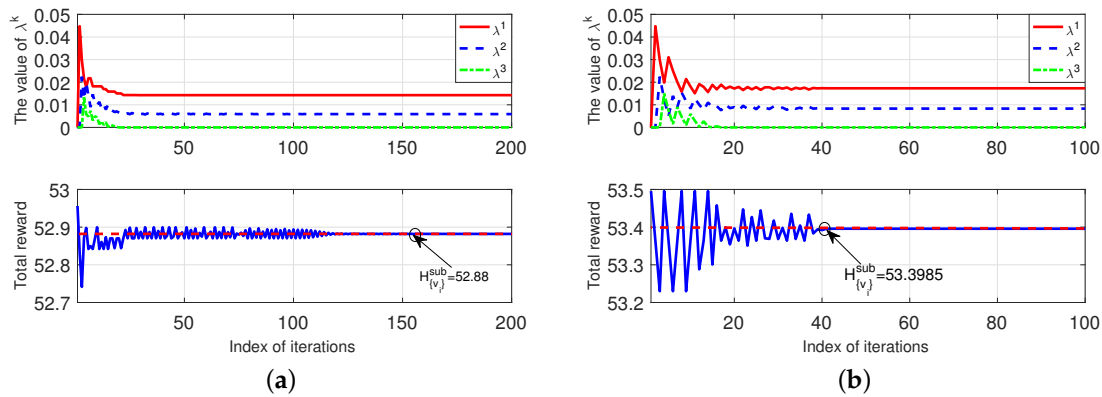 The value of λ^k
0.05
0.04
0.03
0.02
0.01
0
50
100
150
200
λ^1
λ^2
λ^3
Total reward
53
52.9
52.8
52.7
H^{sub}_{{v_i}}=52.88
50
100
150
200
Index of iterations
(a)
The value of λ^k
0.05
0.04
0.03
0.02
0.01
0
20
40
60
80
100
λ^1
λ^2
λ^3
Total reward
53.5
53.4
53.3
53.2
H^{sub}_{{v_i}}=53.3985
20
40
60
80
100
Index of iterations
(b)